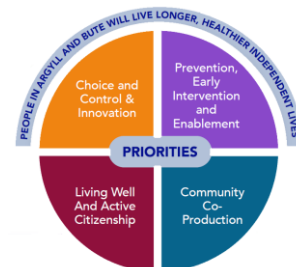 PEOPLE IN ARGYLL AND BUTE WILL LIVE LONGER, HEALTHIER INDEPENDENT LIVES
Choice and
Control &
Innovation
Prevention,
Early
Intervention
and
Enablement
PRIORITIES
Living Well
And Active
Citizenship
Community
Co-
Production